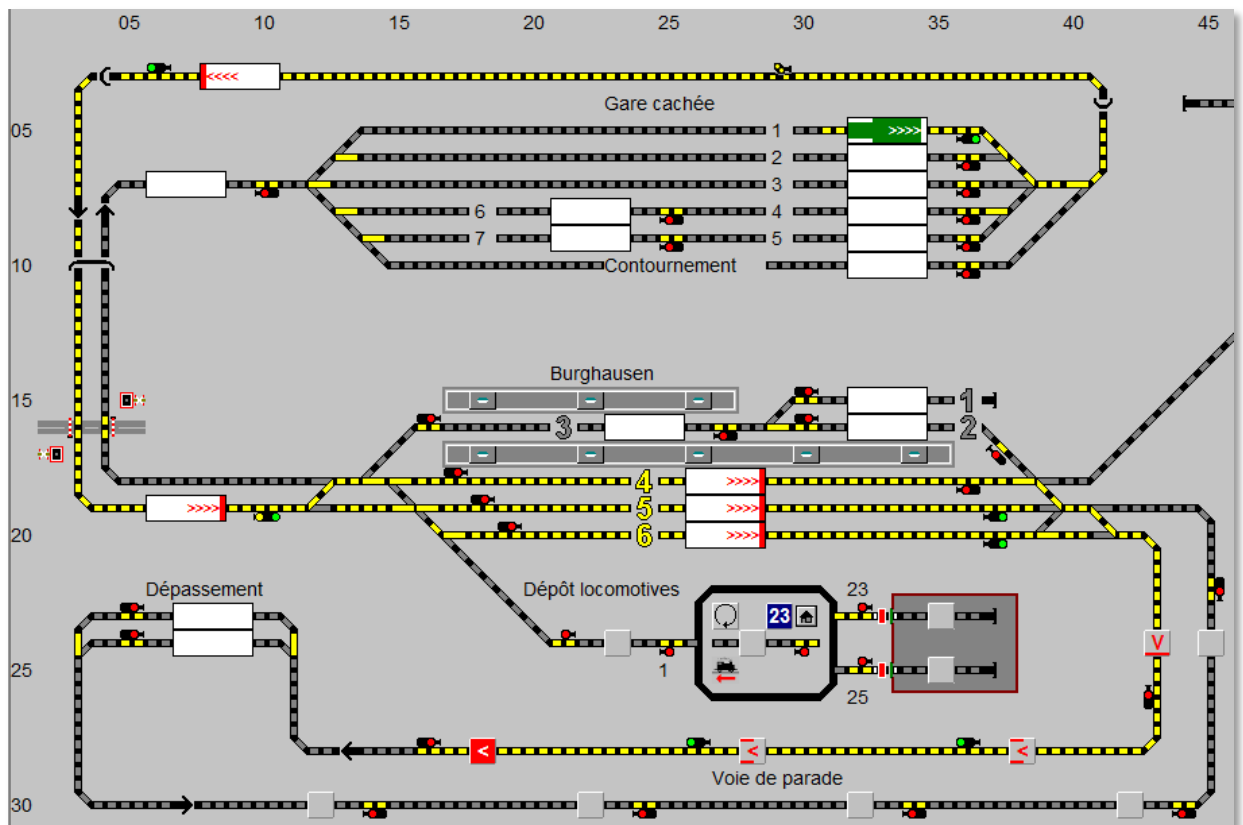 05 10 15 20 25 30 35 40 45
<<<<
Gare cachée
05
1 >>>>
2
3
6 4
7 5
10
Contournement
Burghausen
15
1
3 2
4 >>>>
>>>> 5 >>>>
20
6 >>>>
Dépassement
Dépôt locomotives
23
23
V
25
1
25
< < <
Voie de parade
30